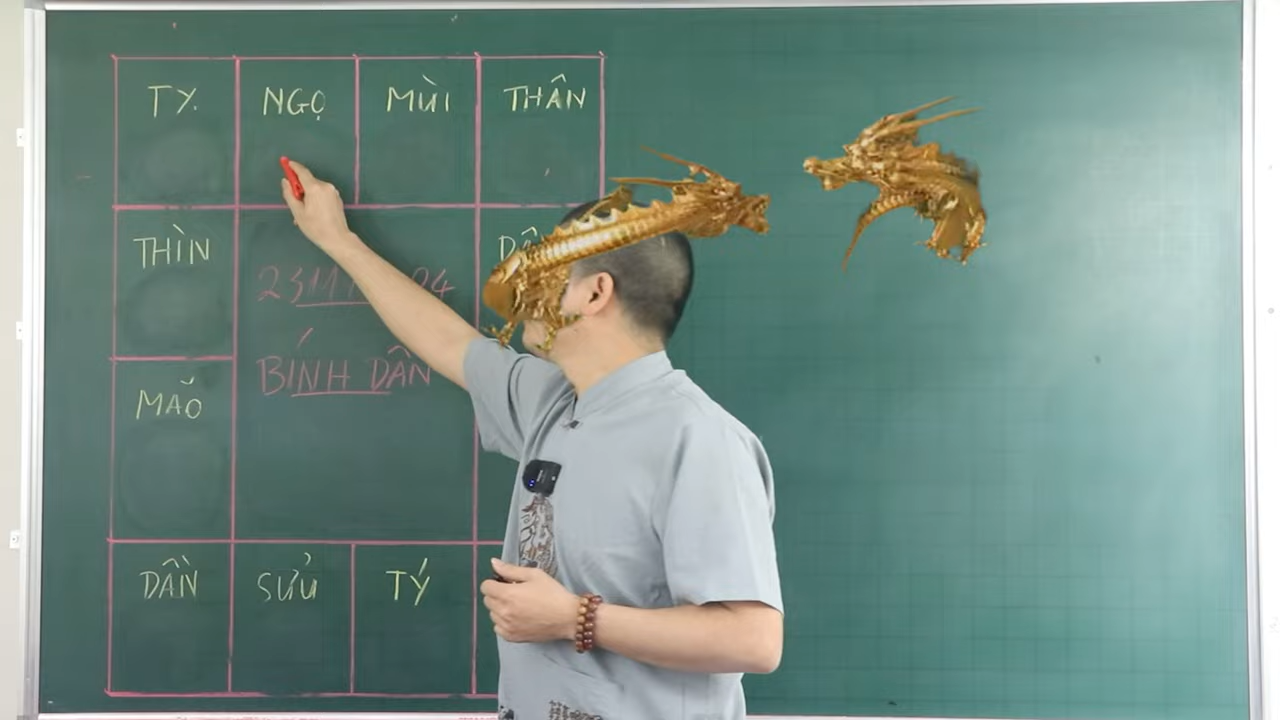 TỴ NGỌ MÙI THÂN
THÌN
BÍNH DẦN
MÃO
DẦN SỬU TÝ